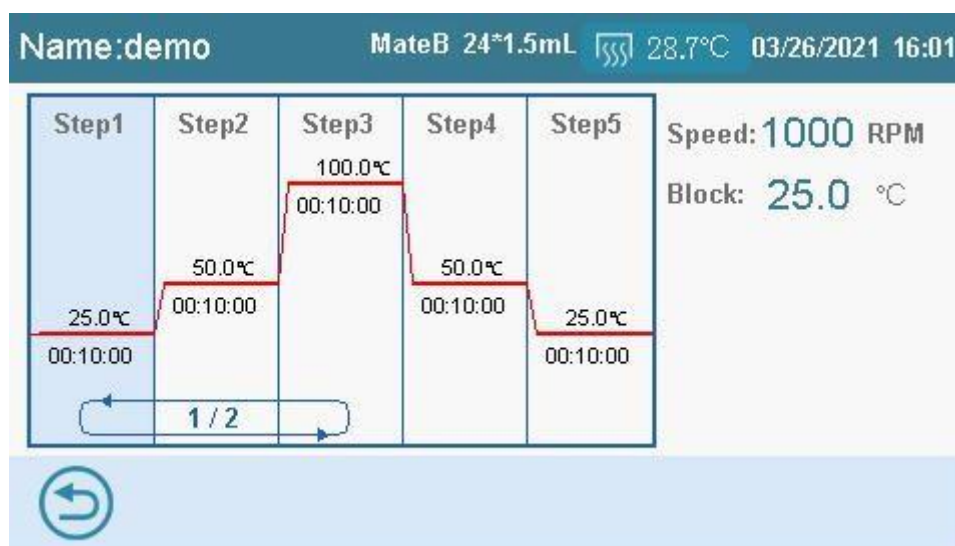 Name:demo MateB 24*1.5mL 28.7°C 03/26/2021 16:01
Step1 Step2 Step3 Step4 Step5
Speed: 1000 RPM
100.0℃
Block: 25.0 °C
00:10:00
50.0℃ 50.0℃
00:10:00 00:10:00
25.0℃ 25.0℃
00:10:00 00:10:00
1 / 2